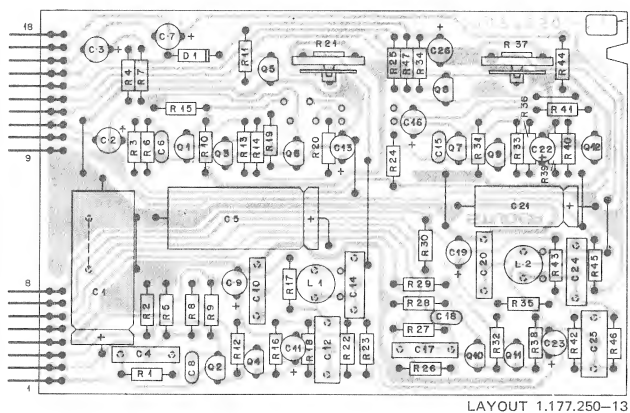 18
C3 C7 D1 R11 Q5 R21 R25 R47 R34 C26 Q8 R37 R44
R4 R7
R15 C16 R36 R41
C2 R3 R6 C6 Q1 R10 Q3 R13 R14 R19 Q6 R20 C13 R24 C15 Q7 R31 Q9 R33 C22 R39 R40 Q12
9
C5 C21
R30 C19 C20 L2 R43 C24 R45
8
C1 R2 R8 R9 C9 C10 R17 L1 C14 R29
R28 R35
R27 C18
C4 R12 R16 C11 R18 C12 R22 R23 C17 R32 R38 C23 R42 C25 R46
R1 C8 Q2 Q4 R26 Q10 Q11
1
LAYOUT 1.177.250-13